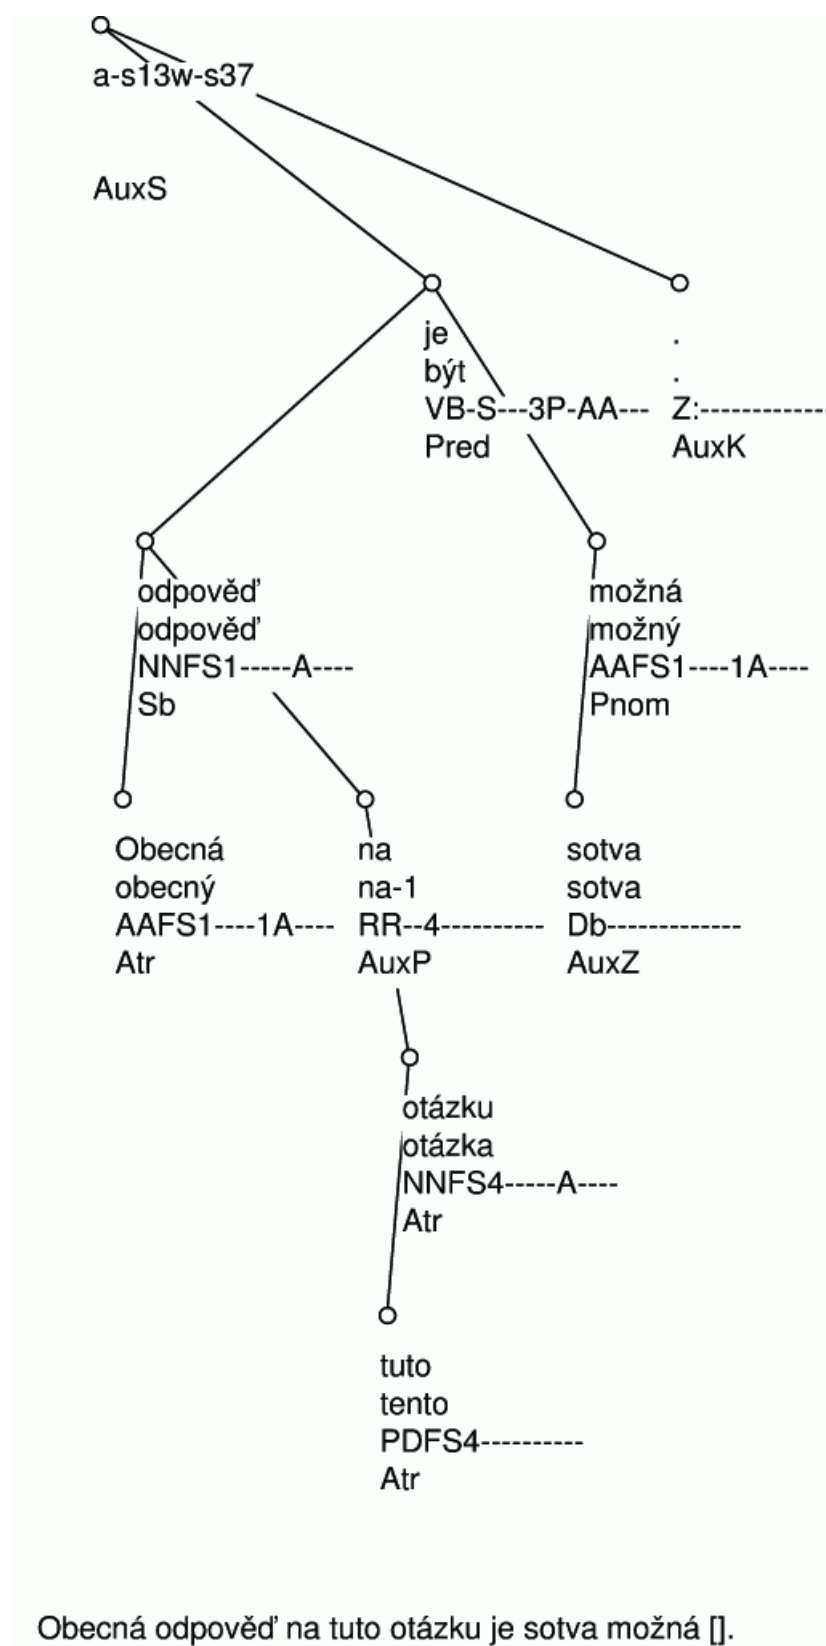 a-s13w-s37
AuxS
je
být
VB-S---3P-AA---
Pred
.
.
Z:-------------
AuxK
odpověď
odpověď
NNFS1-----A----
Sb
možná
možný
AAFS1----1A----
Pnom
Obecná
obecný
AAFS1----1A----
Atr
na
na-1
RR--4----------
AuxP
sotva
sotva
Db-------------
AuxZ
otázku
otázka
NNFS4-----A----
Atr
tuto
tento
PDFS4----------
Atr
Obecná odpověď na tuto otázku je sotva možná [].